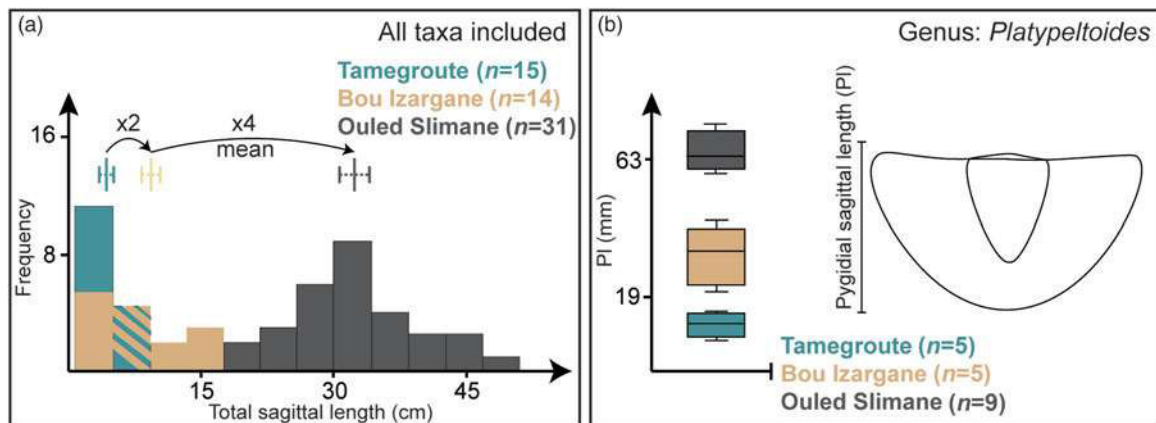 (a)
All taxa included
Tamegroute (n=15)
Bou Izargane (n=14)
Ouled Slimane (n=31)
x2
x4
mean
16
8
Frequency
15
30
45
Total sagittal length (cm)
(b)
Genus: Platypeltoides
63
19
Pl (mm)
Pygidial sagittal length (Pl)
Tamegroute (n=5)
Bou Izargane (n=5)
Ouled Slimane (n=9)